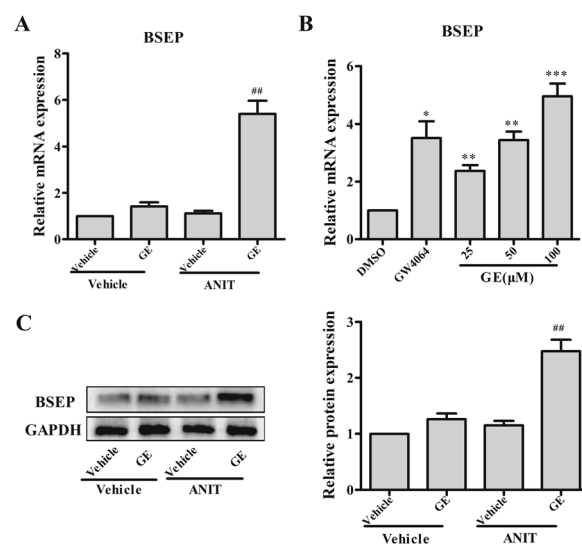 A
BSEP
Relative mRNA expression
8
6
4
2
0
##
Vehicle
GE
Vehicle
GE
Vehicle
ANIT
B
BSEP
Relative mRNA expression
6
4
2
0
*
**
**
***
DMSO
GW4064
25
50
100
GE(μM)
C
BSEP
GAPDH
Vehicle
GE
Vehicle
GE
Vehicle
ANIT
Relative protein expression
3
2
1
0
##
Vehicle
GE
Vehicle
GE
Vehicle
ANIT